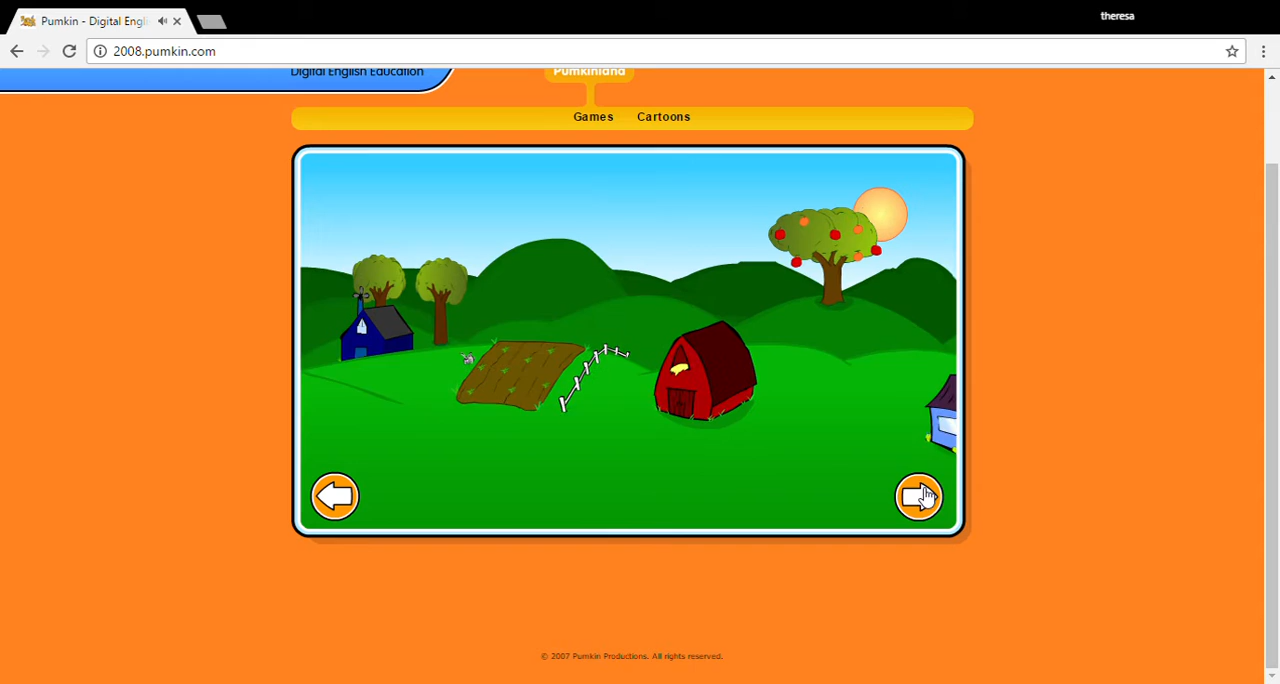 theresa
Pumkin - Digital Engli
2008.pumkin.com
Digital English Education
Pumkinland
Games Cartoons
© 2007 Pumkin Productions. All rights reserved.